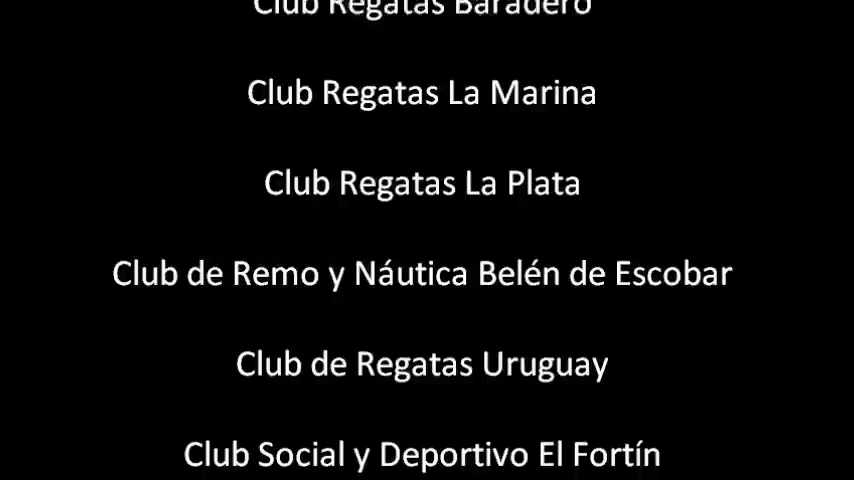 Club Regatas Baradero
Club Regatas La Marina
Club Regatas La Plata
Club de Remo y Náutica Belén de Escobar
Club de Regatas Uruguay
Club Social y Deportivo El Fortín